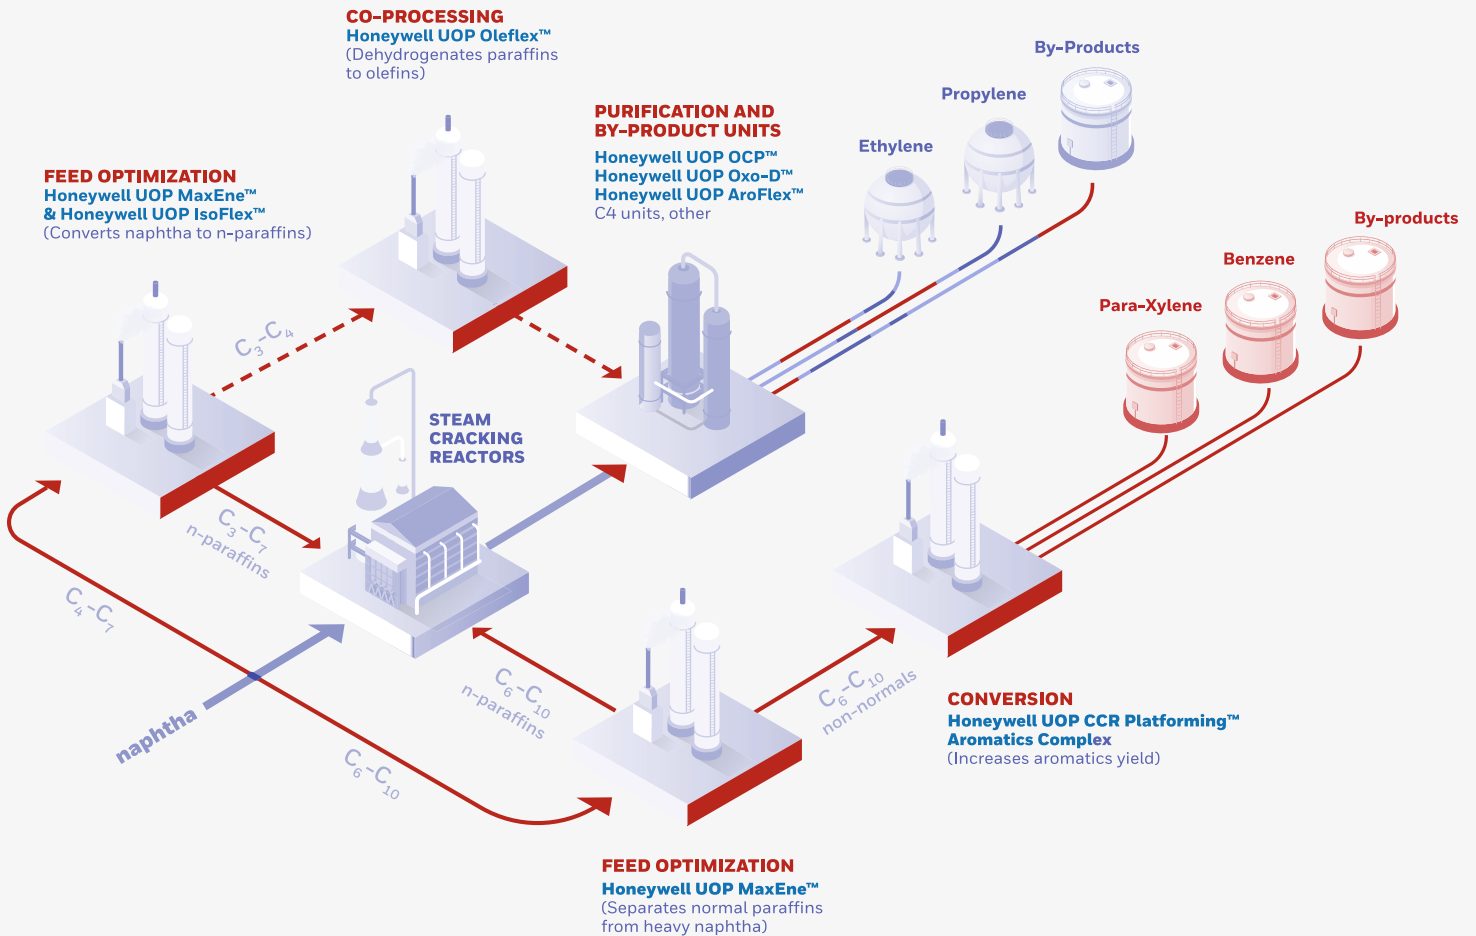 CO-PROCESSING
Honeywell UOP Oleflex™
(Dehydrogenates paraffins
to olefins)
By-Products
Propylene
Ethylene
PURIFICATION AND
BY-PRODUCT UNITS
Honeywell UOP OCP™
Honeywell UOP Oxo-D™
Honeywell UOP AroFlex™
C4 units, other
FEED OPTIMIZATION
Honeywell UOP MaxEne™
& Honeywell UOP IsoFlex™
(Converts naphtha to n-paraffins)
By-products
Benzene
Para-Xylene
C₃-C₄
STEAM
CRACKING
REACTORS
C₃-C₇
n-paraffins
C₄-C₇
naphtha
C₆-C₁₀
n-paraffins
C₆-C₁₀
non-normals
C₆-C₁₀
CONVERSION
Honeywell UOP CCR Platforming™
Aromatics Complex
(Increases aromatics yield)
FEED OPTIMIZATION
Honeywell UOP MaxEne™
(Separates normal paraffins
from heavy naphtha)